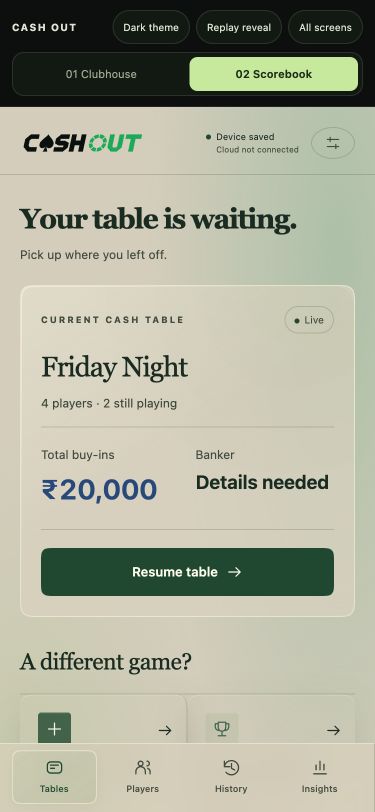 CASH OUT
Dark theme
Replay reveal
All screens
01 Clubhouse
02 Scorebook
CASHOUT
Device saved
Cloud not connected
Your table is waiting.
Pick up where you left off.
CURRENT CASH TABLE
Live
Friday Night
4 players · 2 still playing
Total buy-ins
Banker
₹20,000
Details needed
Resume table →
A different game?
Tables
Players
History
Insights